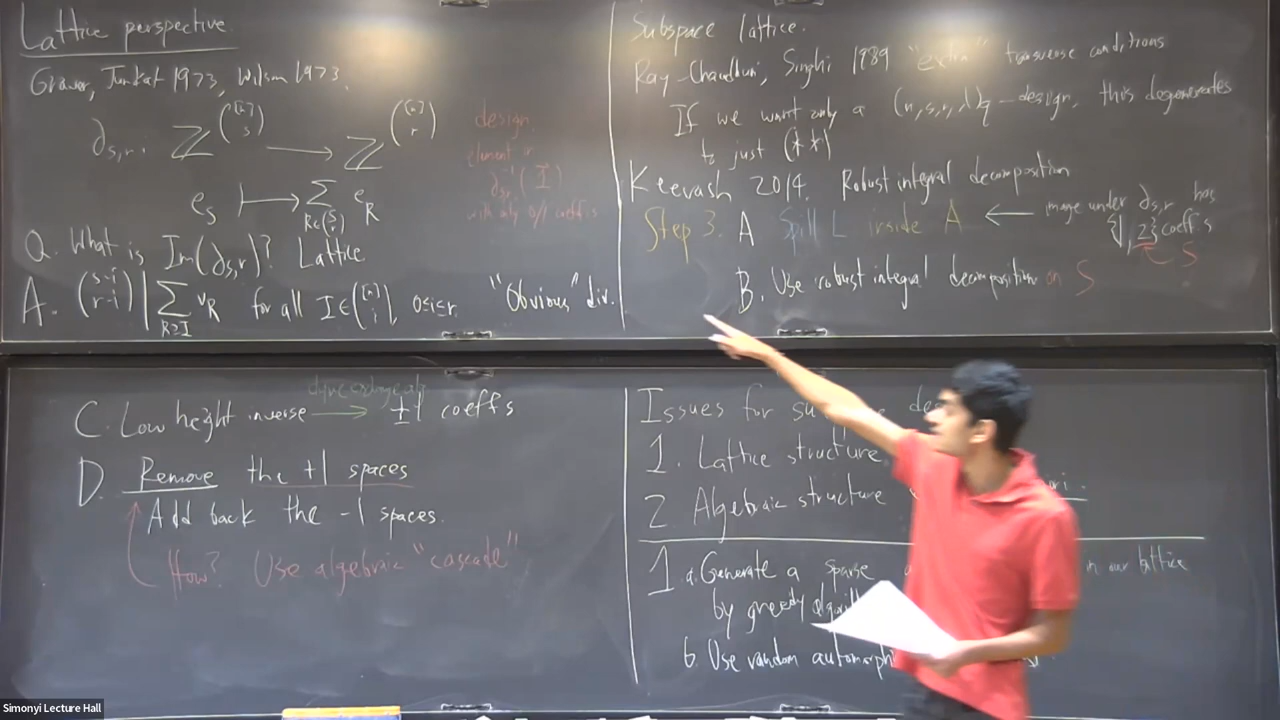 Lattice perspective.
Graver, Jurkat 1973, Wilson 1973.
∂_{s,r}: ℤ^{([n] choose s)} → ℤ^{([n] choose r)}
e_S ↦ Σ_{R∈(S choose r)} e_R
Q. What is Im(∂_{s,r})? Lattice
A. (s-i choose r-i) | Σ_{R⊇I} v_R for all I∈([n] choose i), 0≤i≤r. "Obvious" div.
design:
element in
∂_{s,r}^{-1}(I)
with only 0/1 coeffs
Subspace lattice.
Ray-Chaudhuri, Singhi 1989 "extra" transverse conditions
If we want only a (n,s,r,λ)_q-design, this degenerates
to just (**)
Keevash 2014. Robust integral decomposition
Step 3. A Spill L inside A ← image under ∂_{s,r} has
coeffs
S
B. Use robust integral decomposition on S
C. Low height inverse → ±1 coeffs
D. Remove the +1 spaces
Add back the -1 spaces.
How? Use algebraic "cascade"
Issues for
1. Lattice structure
2. Algebraic structure
1 a. Generate a sparse in our lattice
by greedy
b. Use random
Simonyi Lecture Hall